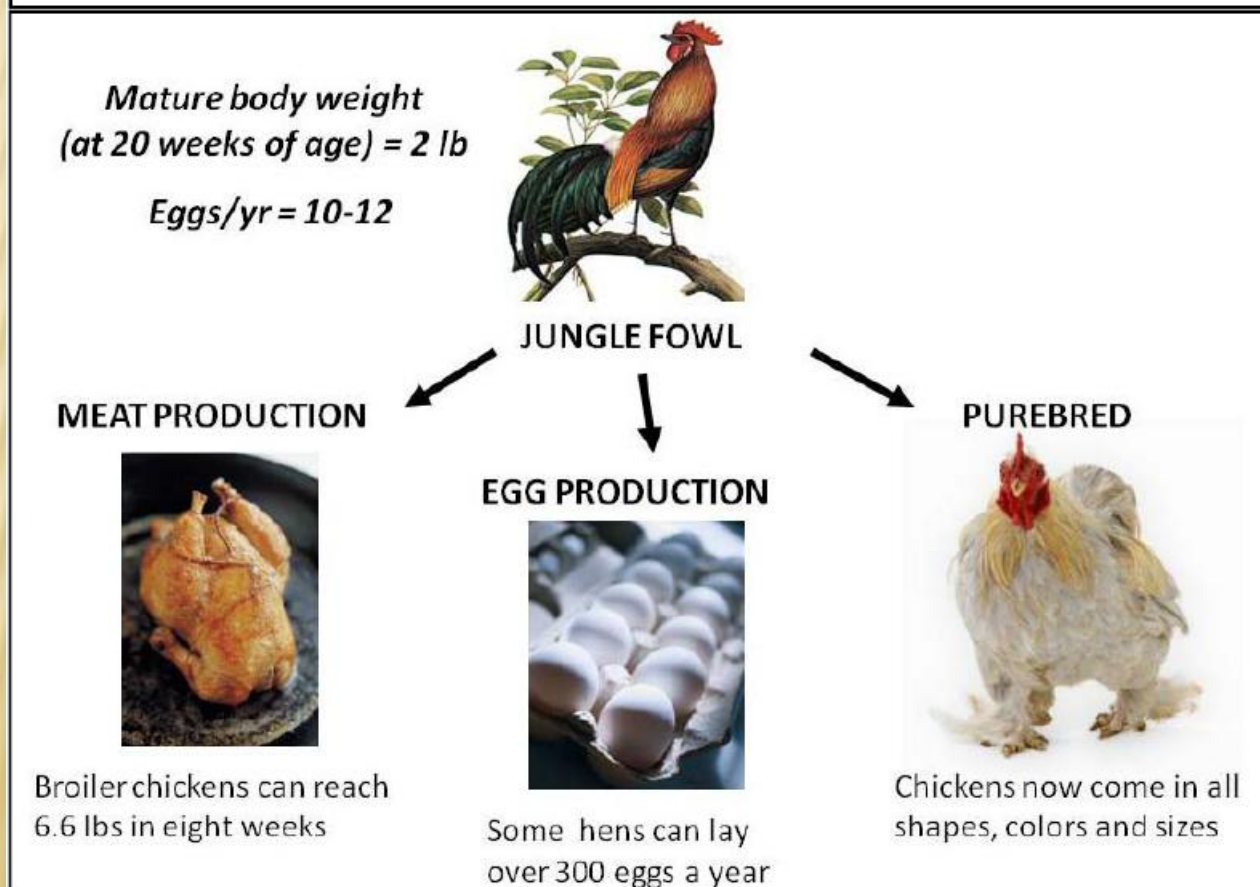 Mature body weight
(at 20 weeks of age) = 2 lb
Eggs/yr = 10-12
JUNGLE FOWL
MEAT PRODUCTION
EGG PRODUCTION
PUREBRED
Broiler chickens can reach
6.6 lbs in eight weeks
Some hens can lay
over 300 eggs a year
Chickens now come in all
shapes, colors and sizes